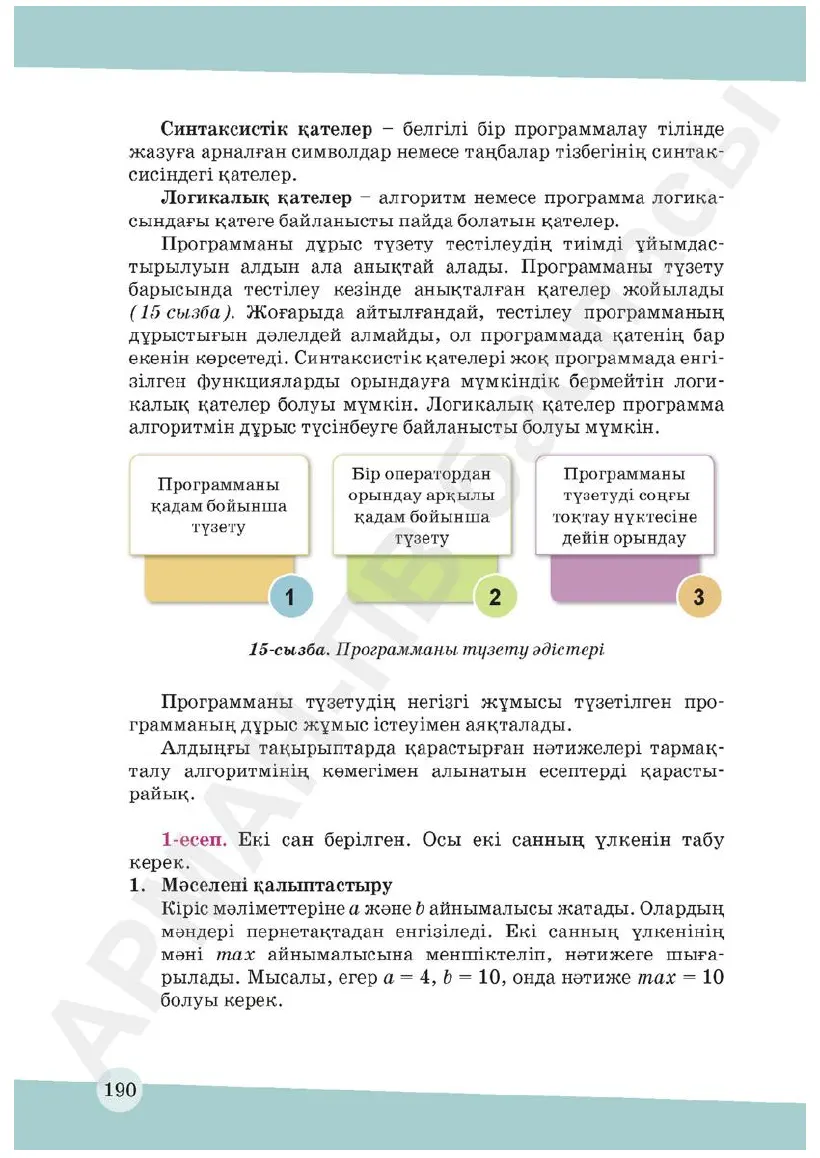 Синтаксистік қателер – белгілі бір программалау тілінде
жазуға арналған символдар немесе таңбалар тізбегінің синтак-
сисіндегі қателер.
Логикалық қателер – алгоритм немесе программа логика-
сындағы қатеге байланысты пайда болатын қателер.
Программаны дұрыс түзету тестілеудің тиімді ұйымдас-
тырылуын алдын ала анықтай алады. Программаны түзету
барысында тестілеу кезінде анықталған қателер жойылады
(15 сызба). Жоғарыда айтылғандай, тестілеу программаның
дұрыстығын дәлелдей алмайды, ол программада қатенің бар
екенін көрсетеді. Синтаксистік қателері жоқ программада енгі-
зілген функцияларды орындауға мүмкіндік бермейтін логи-
калық қателер болуы мүмкін. Логикалық қателер программа
алгоритмін дұрыс түсінбеуге байланысты болуы мүмкін.
Программаны
қадам бойынша
түзету
1
Бір оператордан
орындау арқылы
қадам бойынша
түзету
2
Программаны
түзетуді соңғы
тоқтау нүктесіне
дейін орындау
3
15-сызба. Программаны түзету әдістері
Программаны түзетудің негізгі жұмысы түзетілген про-
грамманың дұрыс жұмыс істеуімен аяқталады.
Алдыңғы тақырыптарда қарастырған нәтижелері тармақ-
талу алгоритмінің көмегімен алынатын есептерді қарасты-
райық.
1-есеп. Екі сан берілген. Осы екі санның үлкенін табу
керек.
1. Мәселені қалыптастыру
Кіріс мәліметтеріне a және b айнымалысы жатады. Олардың
мәндері пернетақтадан енгізіледі. Екі санның үлкенінің
мәні max айнымалысына меншіктеліп, нәтижеге шыға-
рылады. Мысалы, егер a = 4, b = 10, онда нәтиже max = 10
болуы керек.
190
АРМАН-ПВ баспасы